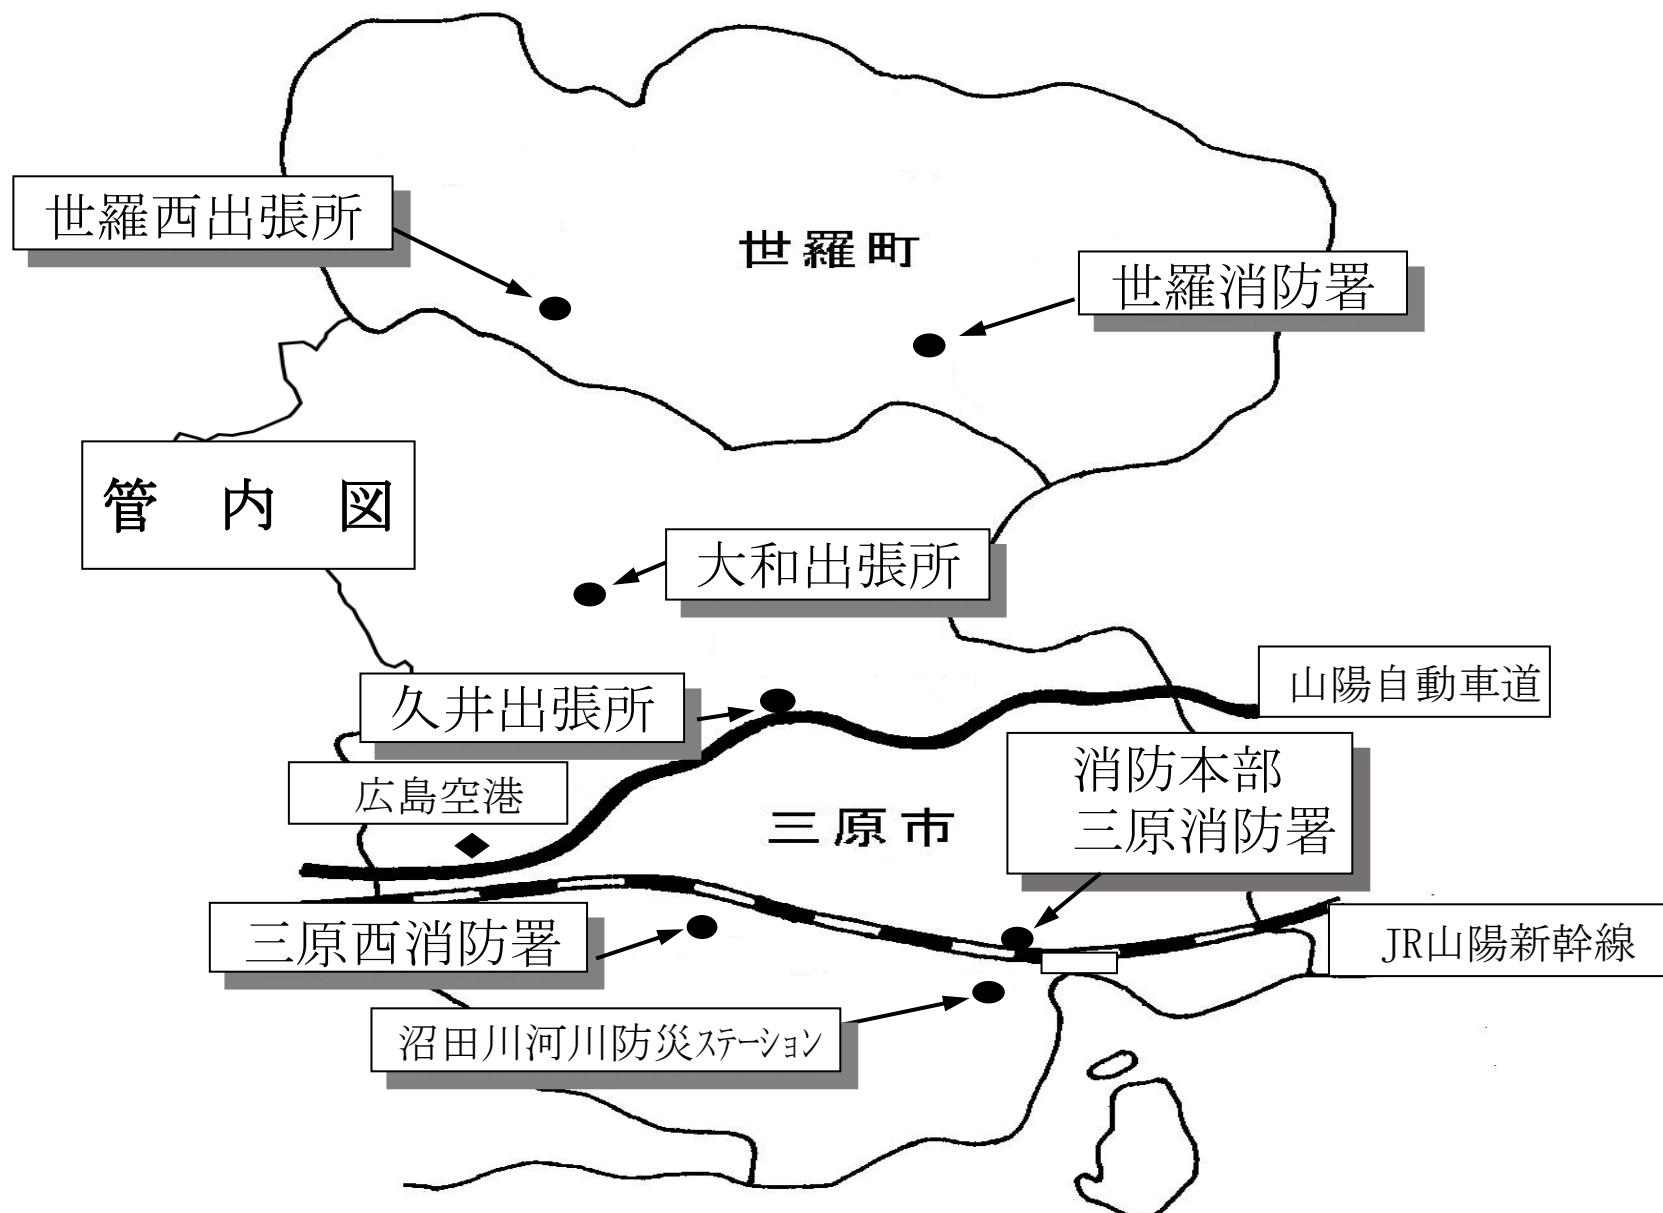 世羅西出張所
世羅町
世羅消防署
管内図
大和出張所
山陽自動車道
久井出張所
消防本部
三原消防署
広島空港
三原市
三原西消防署
JR山陽新幹線
沼田川河川防災ステーション